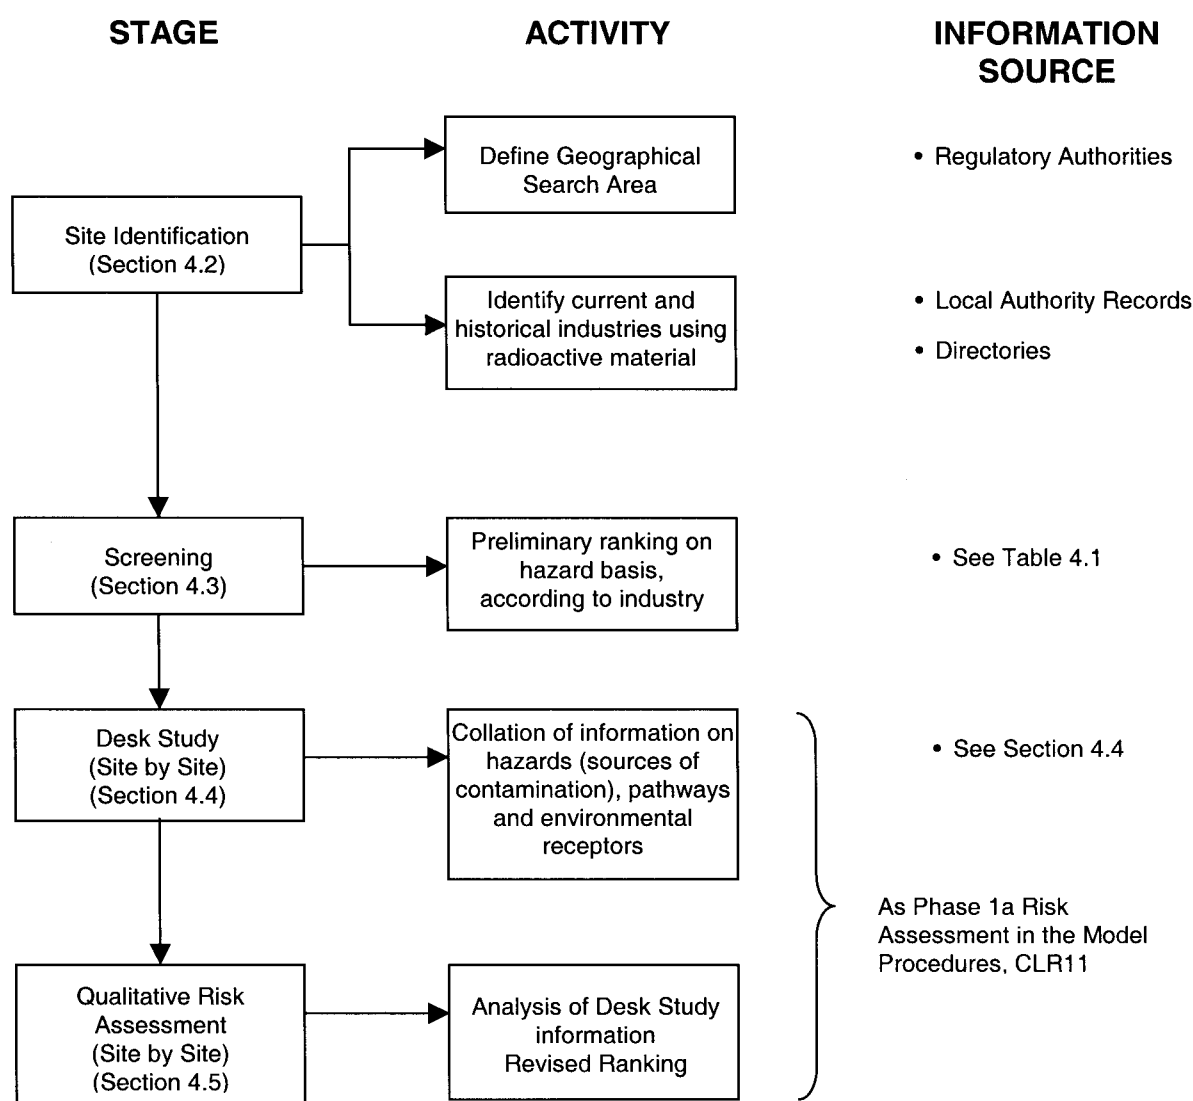 STAGE
ACTIVITY
INFORMATION
SOURCE
Define Geographical
Search Area
• Regulatory Authorities
Site Identification
(Section 4.2)
Identify current and
historical industries using
radioactive material
• Local Authority Records
• Directories
Screening
(Section 4.3)
Preliminary ranking on
hazard basis,
according to industry
• See Table 4.1
Desk Study
(Site by Site)
(Section 4.4)
Collation of information on
hazards (sources of
contamination), pathways
and environmental
receptors
• See Section 4.4
As Phase 1a Risk
Assessment in the Model
Procedures, CLR11
Qualitative Risk
Assessment
(Site by Site)
(Section 4.5)
Analysis of Desk Study
information
Revised Ranking